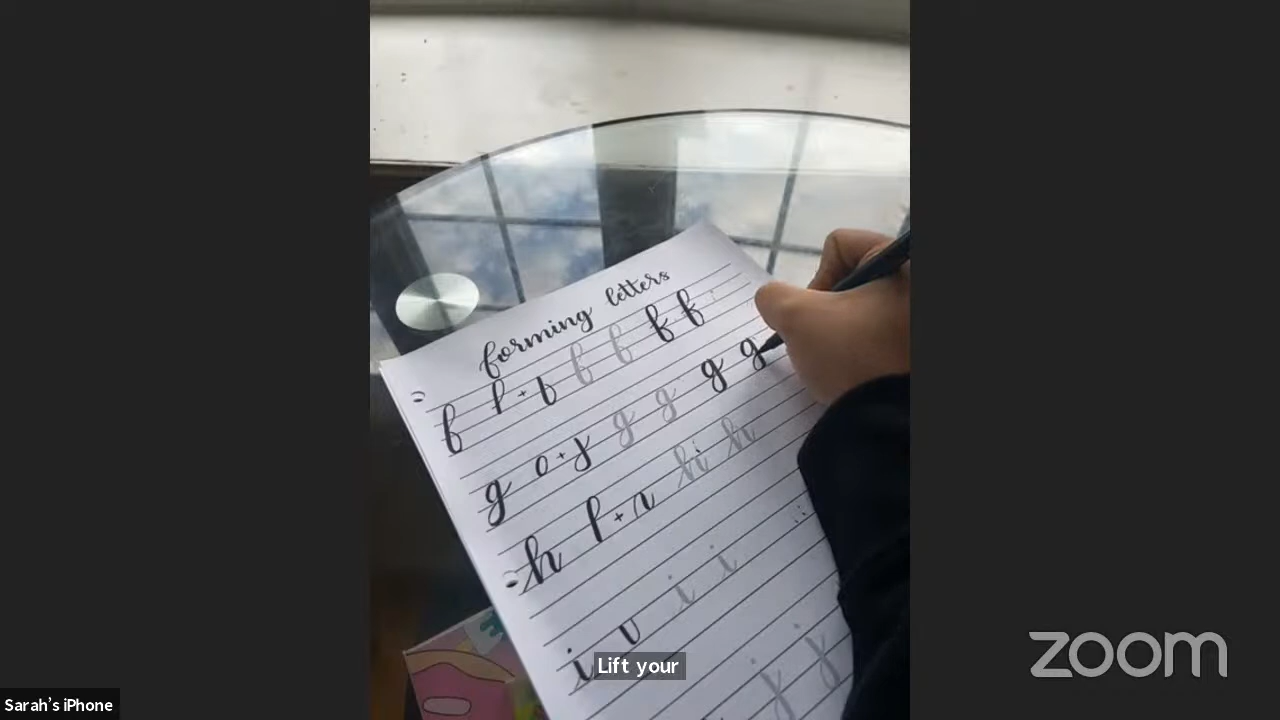 forming letters
f l + f f f f f
g o + j g g g g
h l + n h h
i v i i
j j
Lift your
Sarah's iPhone
zoom